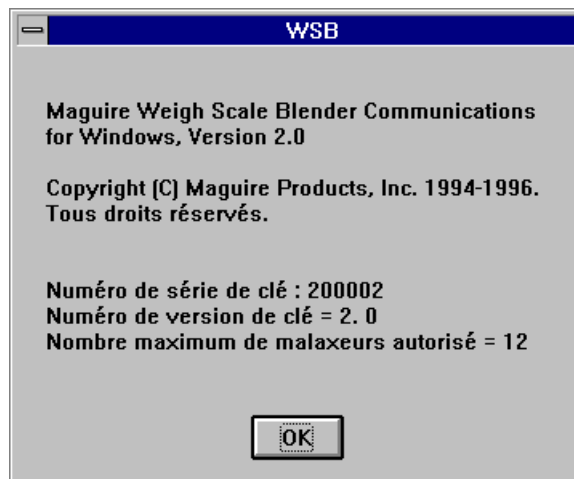 WSB
Maguire Weigh Scale Blender Communications
for Windows, Version 2.0
Copyright (C) Maguire Products, Inc. 1994-1996.
Tous droits réservés.
Numéro de série de clé : 200002
Numéro de version de clé = 2. 0
Nombre maximum de malaxeurs autorisé = 12
OK